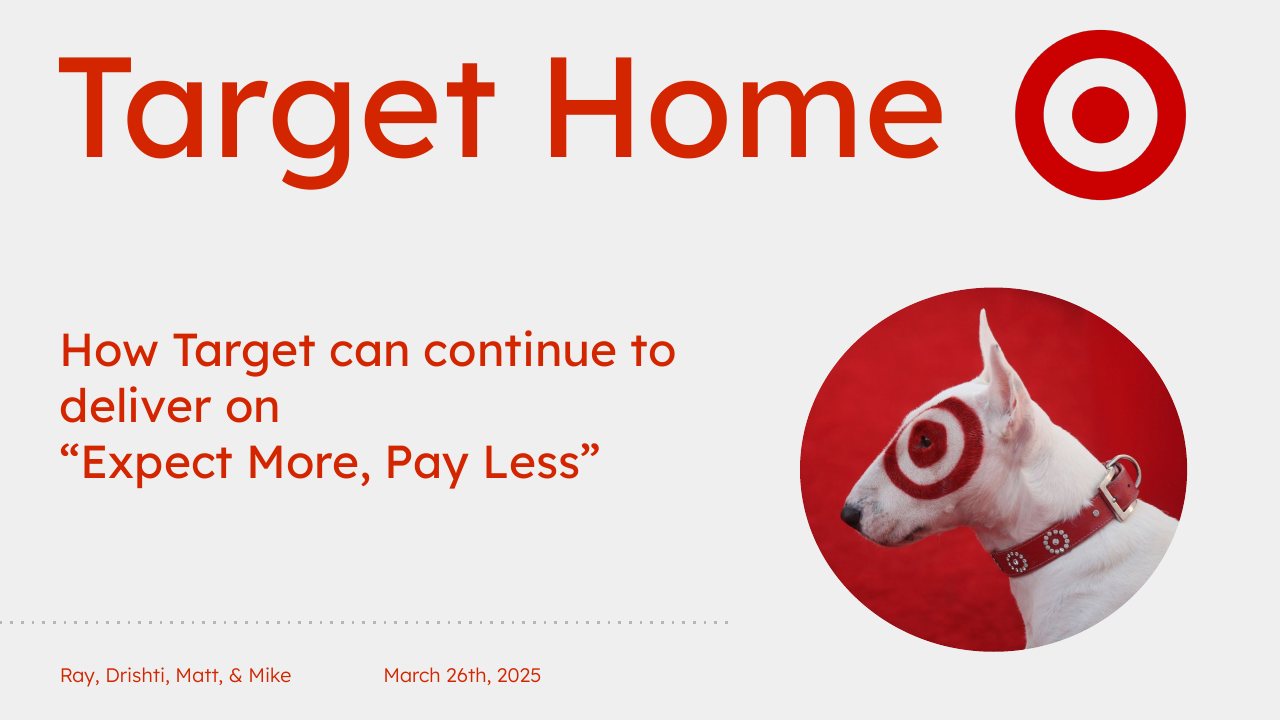 Target Home
How Target can continue to
deliver on
“Expect More, Pay Less”
Ray, Drishti, Matt, & Mike
March 26th, 2025